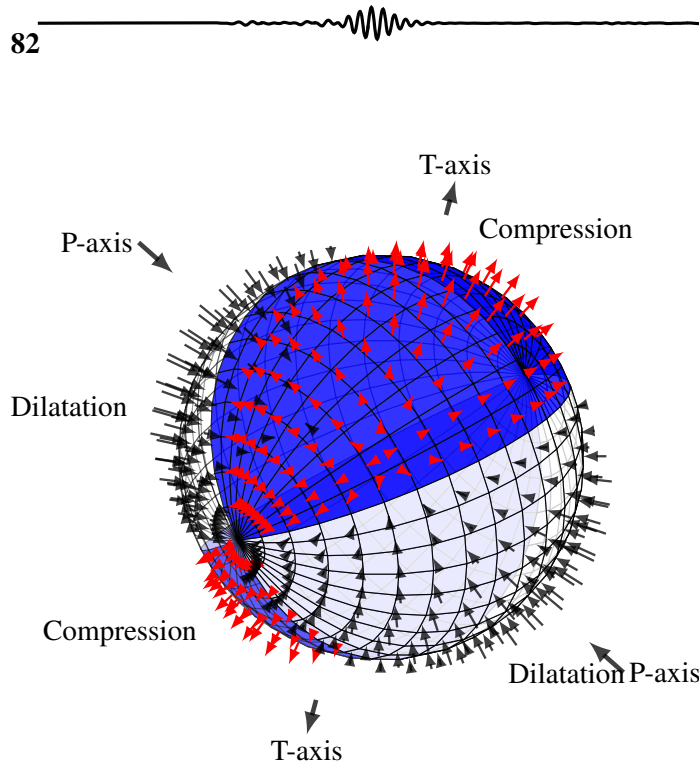 82
T-axis
Compression
P-axis
Dilatation
Compression
Dilatation P-axis
T-axis